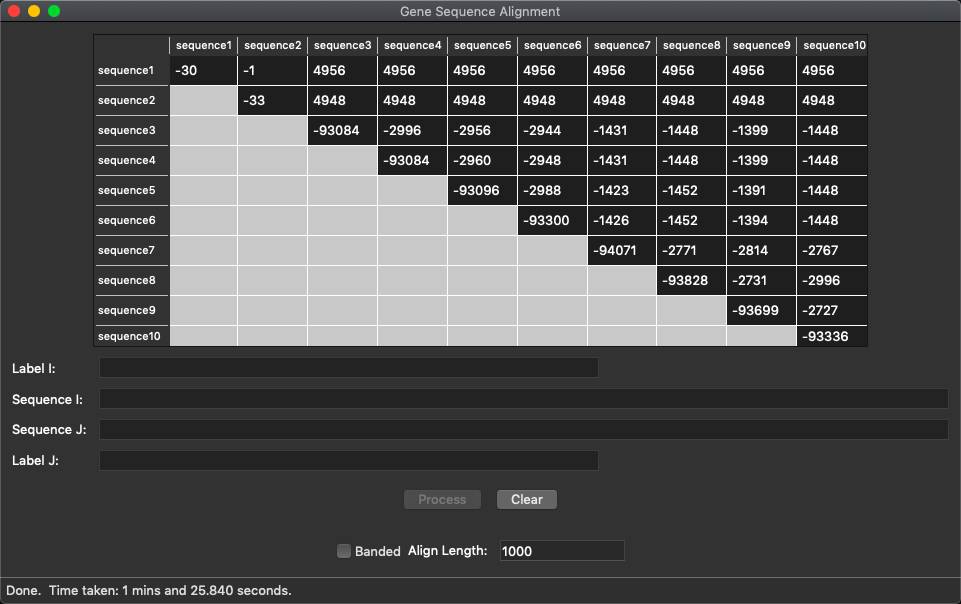 Gene Sequence Alignment
sequence1 sequence2 sequence3 sequence4 sequence5 sequence6 sequence7 sequence8 sequence9 sequence10
sequence1 -30 -1 4956 4956 4956 4956 4956 4956 4956 4956
sequence2 -33 4948 4948 4948 4948 4948 4948 4948 4948
sequence3 -93084 -2996 -2956 -2944 -1431 -1448 -1399 -1448
sequence4 -93084 -2960 -2948 -1431 -1448 -1399 -1448
sequence5 -93096 -2988 -1423 -1452 -1391 -1448
sequence6 -93300 -1426 -1452 -1394 -1448
sequence7 -94071 -2771 -2814 -2767
sequence8 -93828 -2731 -2996
sequence9 -93699 -2727
sequence10 -93336
Label I:
Sequence I:
Sequence J:
Label J:
Process Clear
Banded Align Length: 1000
Done. Time taken: 1 mins and 25.840 seconds.